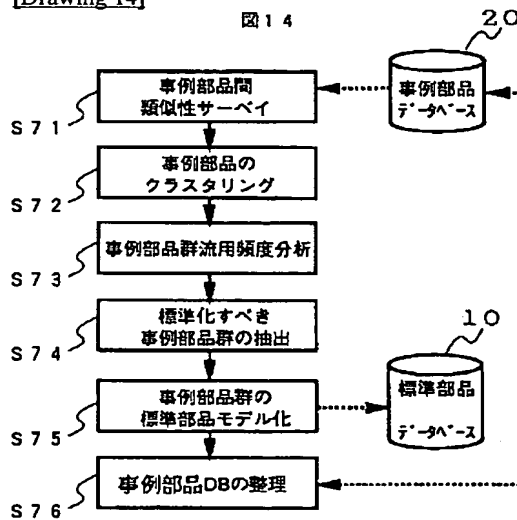 [Drawing 14]
図14
20
事例部品間
類似性サーベイ
S71
事例部品
データベース
事例部品の
クラスタリング
S72
事例部品群流用頻度分析
S73
標準化すべき
事例部品群の抽出
S74
10
事例部品群の
標準部品モデル化
S75
標準部品
データベース
事例部品DBの整理
S76